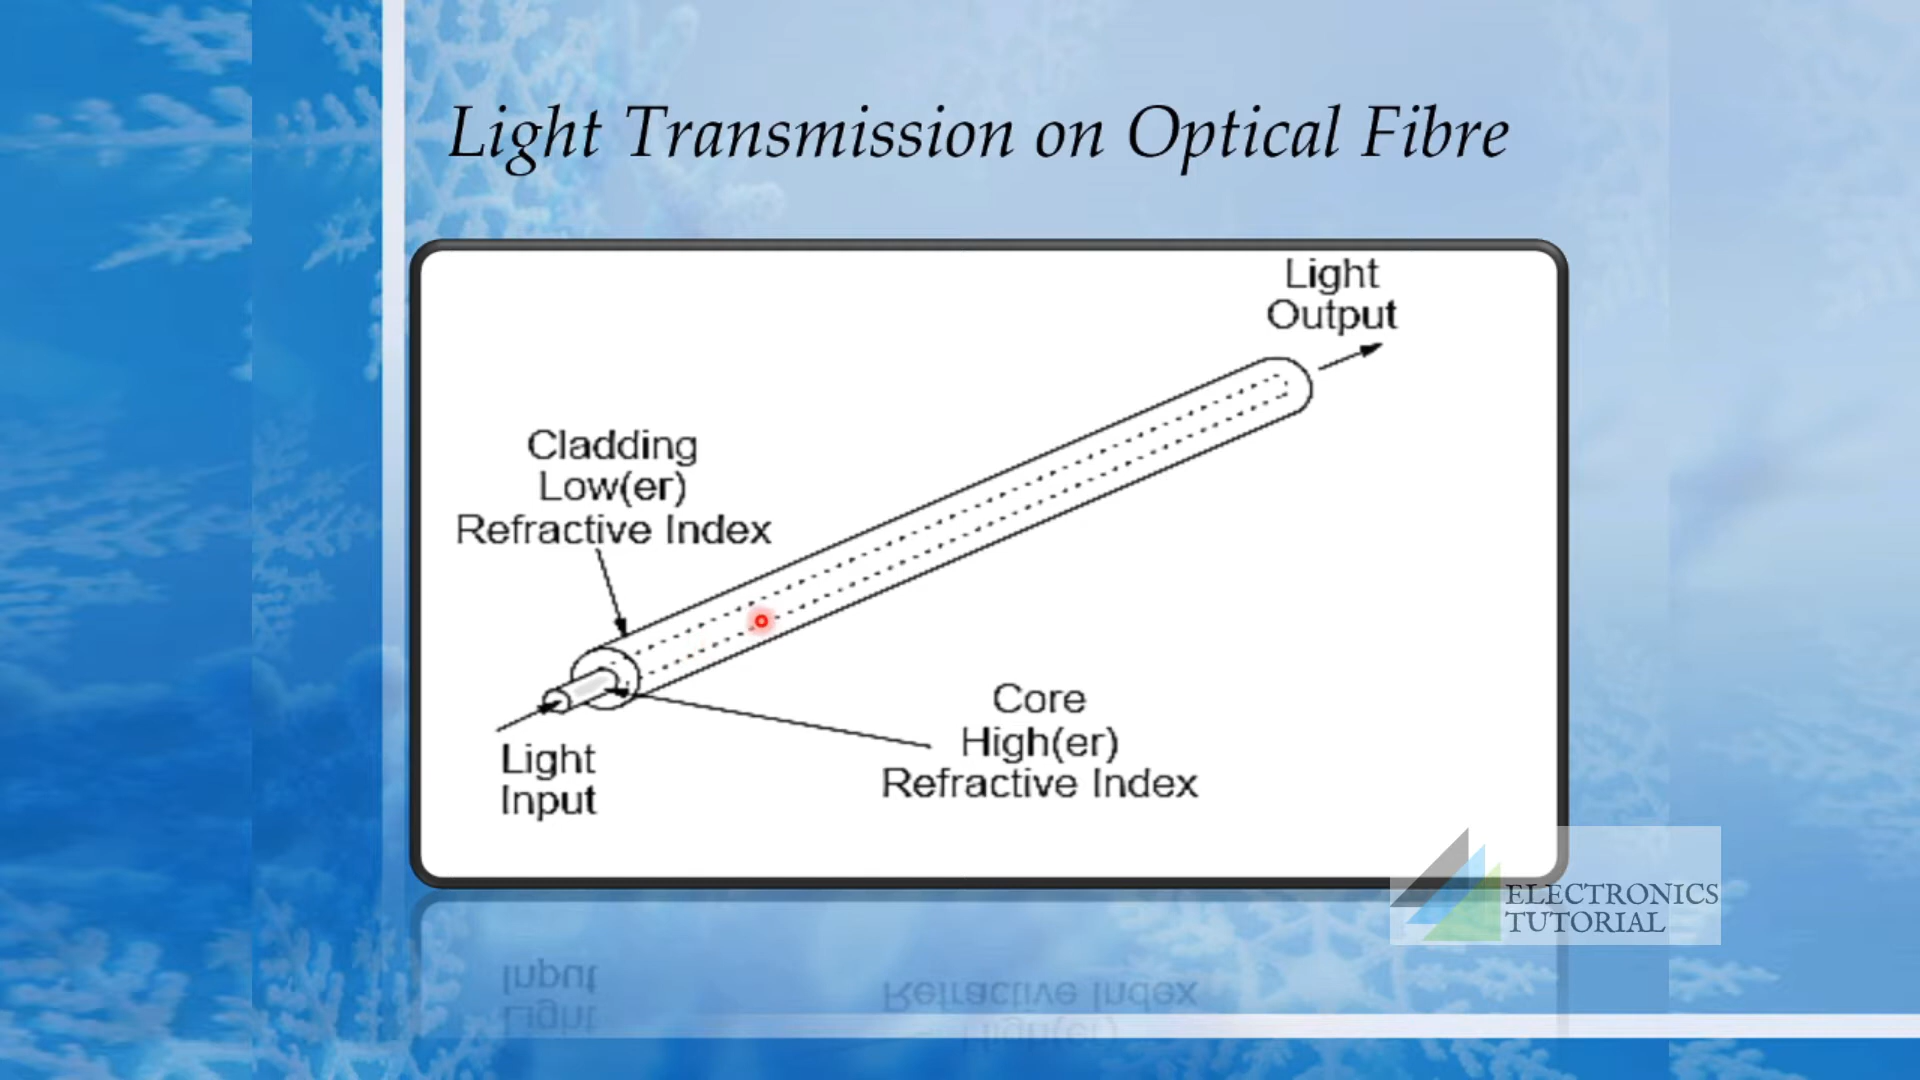 Light Transmission on Optical Fibre
Light
Output
Cladding
Low(er)
Refractive Index
Core
High(er)
Refractive Index
Light
Input
ELECTRONICS
TUTORIAL